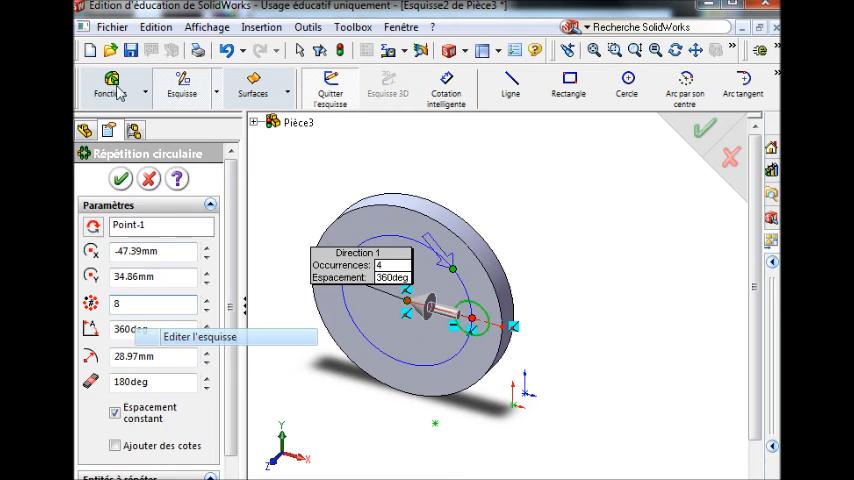 Edition d'éducation de SolidWorks - Usage éducatif uniquement - [Esquisse2 de Pièce3 *]
Fichier Edition Affichage Insertion Outils Toolbox Fenêtre ? Recherche SolidWorks
Esquisse Surfaces Quitter l'esquisse Esquisse 3D Cotation intelligente Ligne Rectangle Cercle Arc par son centre Arc tangent
Pièce3
Répétition circulaire
Paramètres
Point-1
-47.39mm
34.86mm
8
360deg
Editer l'esquisse
28.97mm
180deg
Espacement constant
Ajouter des cotes
Entités à répéter
Direction 1
Occurrences: 4
Espacement: 360deg
Y
Z
X